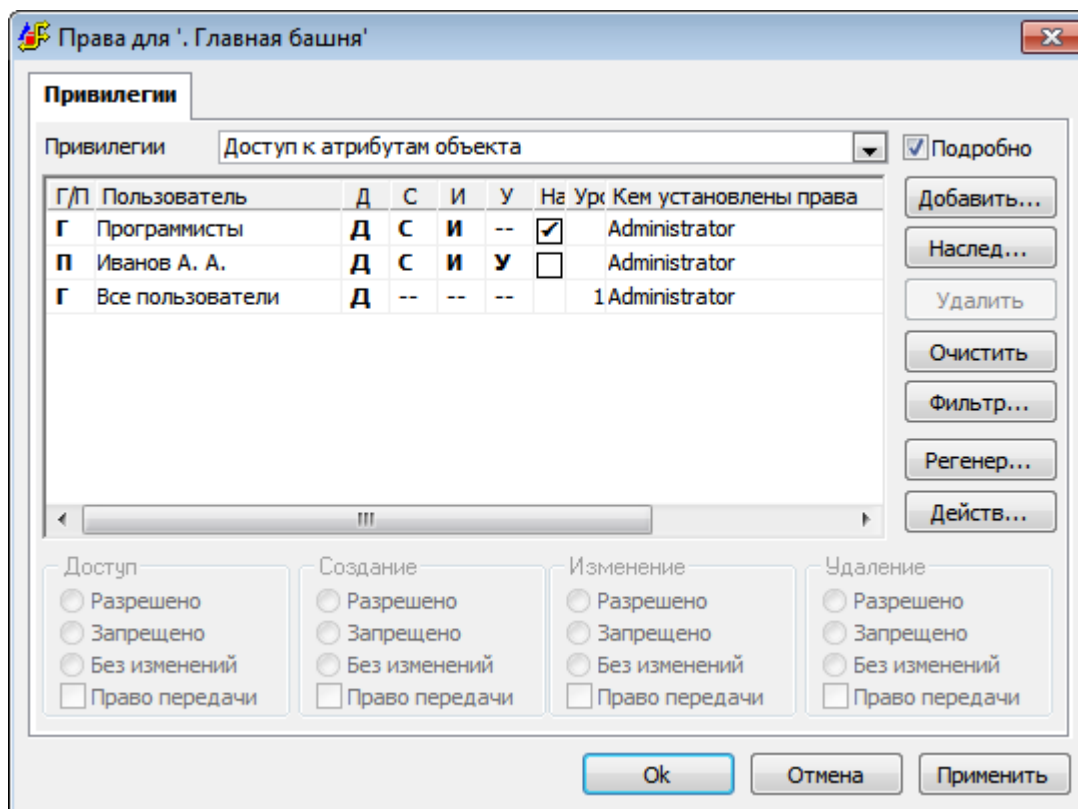 Права для '. Главная башня'
Привилегии
Привилегии Доступ к атрибутам объекта Подробно
Г/П Пользователь Д С И У На Уро Кем установлены права
Г Программисты Д С И -- Administrator
П Иванов А. А. Д С И У Administrator
Г Все пользователи Д -- -- -- 1 Administrator
Добавить...
Наслед...
Удалить
Очистить
Фильтр...
Регенер...
Действ...
Доступ Создание Изменение Удаление
Разрешено Разрешено Разрешено Разрешено
Запрещено Запрещено Запрещено Запрещено
Без изменений Без изменений Без изменений Без изменений
Право передачи Право передачи Право передачи Право передачи
Ok Отмена Применить